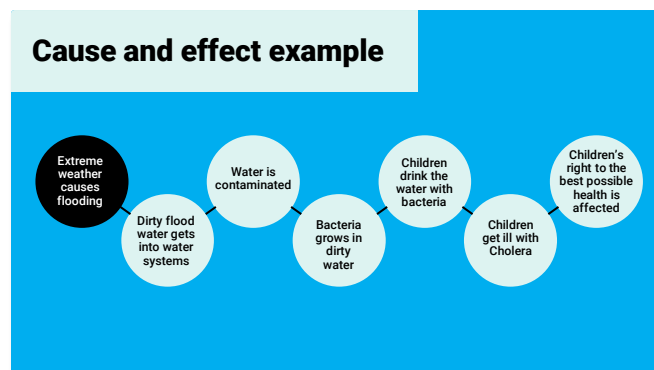 Cause and effect example
Extreme
weather
causes
flooding
Dirty flood
water gets
into water
systems
Water is
contaminated
Bacteria
grows in
dirty
water
Children
drink the
water with
bacteria
Children
get ill with
Cholera
Children’s
right to the
best possible
health is
affected